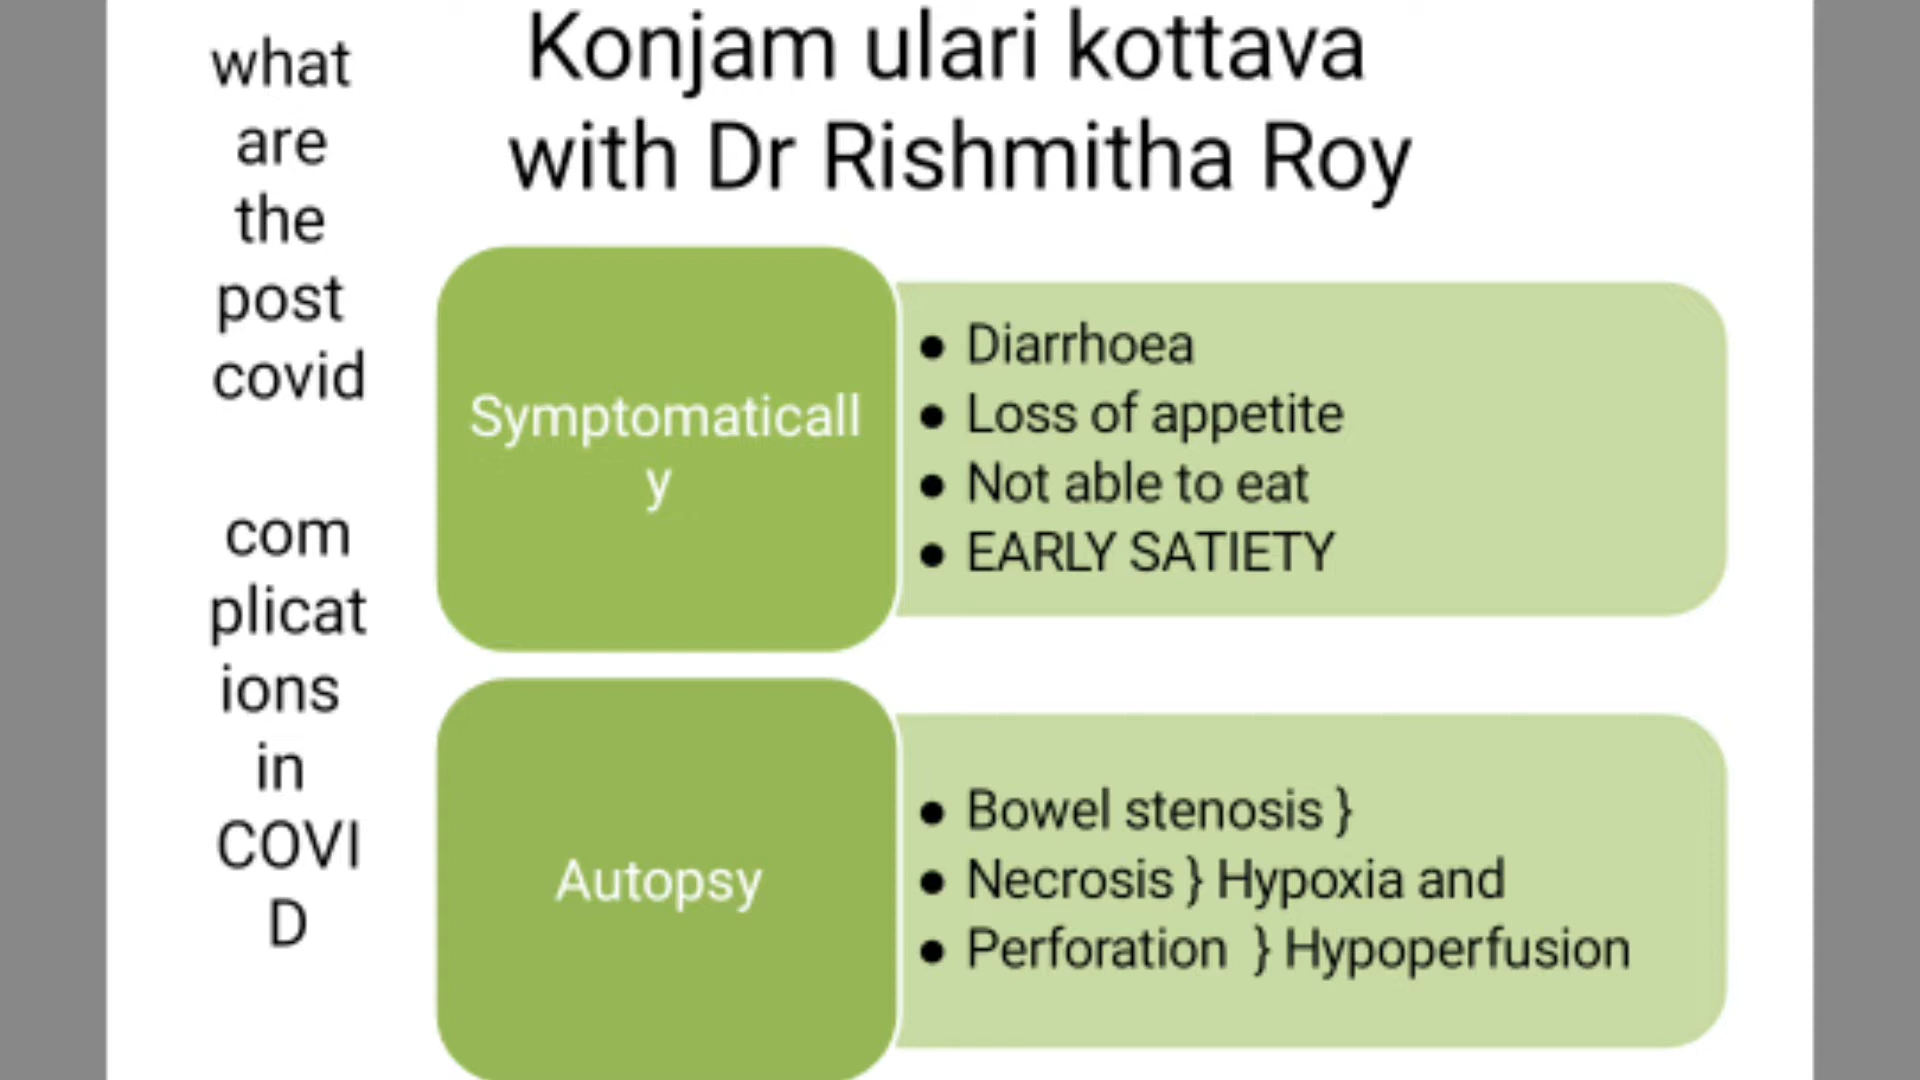 Konjam ulari kottava
with Dr Rishmitha Roy
what
are
the
post
covid
com
plicat
ions
in
COVI
D
Symptomaticall
y
● Diarrhoea
● Loss of appetite
● Not able to eat
● EARLY SATIETY
Autopsy
● Bowel stenosis }
● Necrosis } Hypoxia and
● Perforation } Hypoperfusion